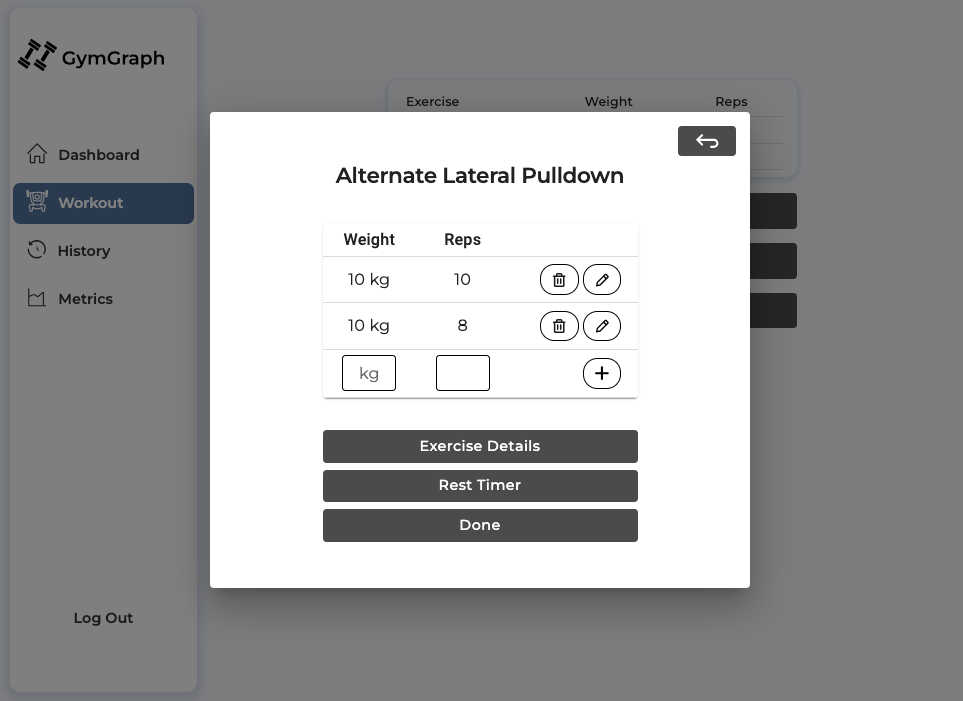 GymGraph
Dashboard
Workout
History
Metrics
Log Out
Exercise Weight Reps
Alternate Lateral Pulldown
Weight Reps
10 kg 10
10 kg 8
kg
Exercise Details
Rest Timer
Done